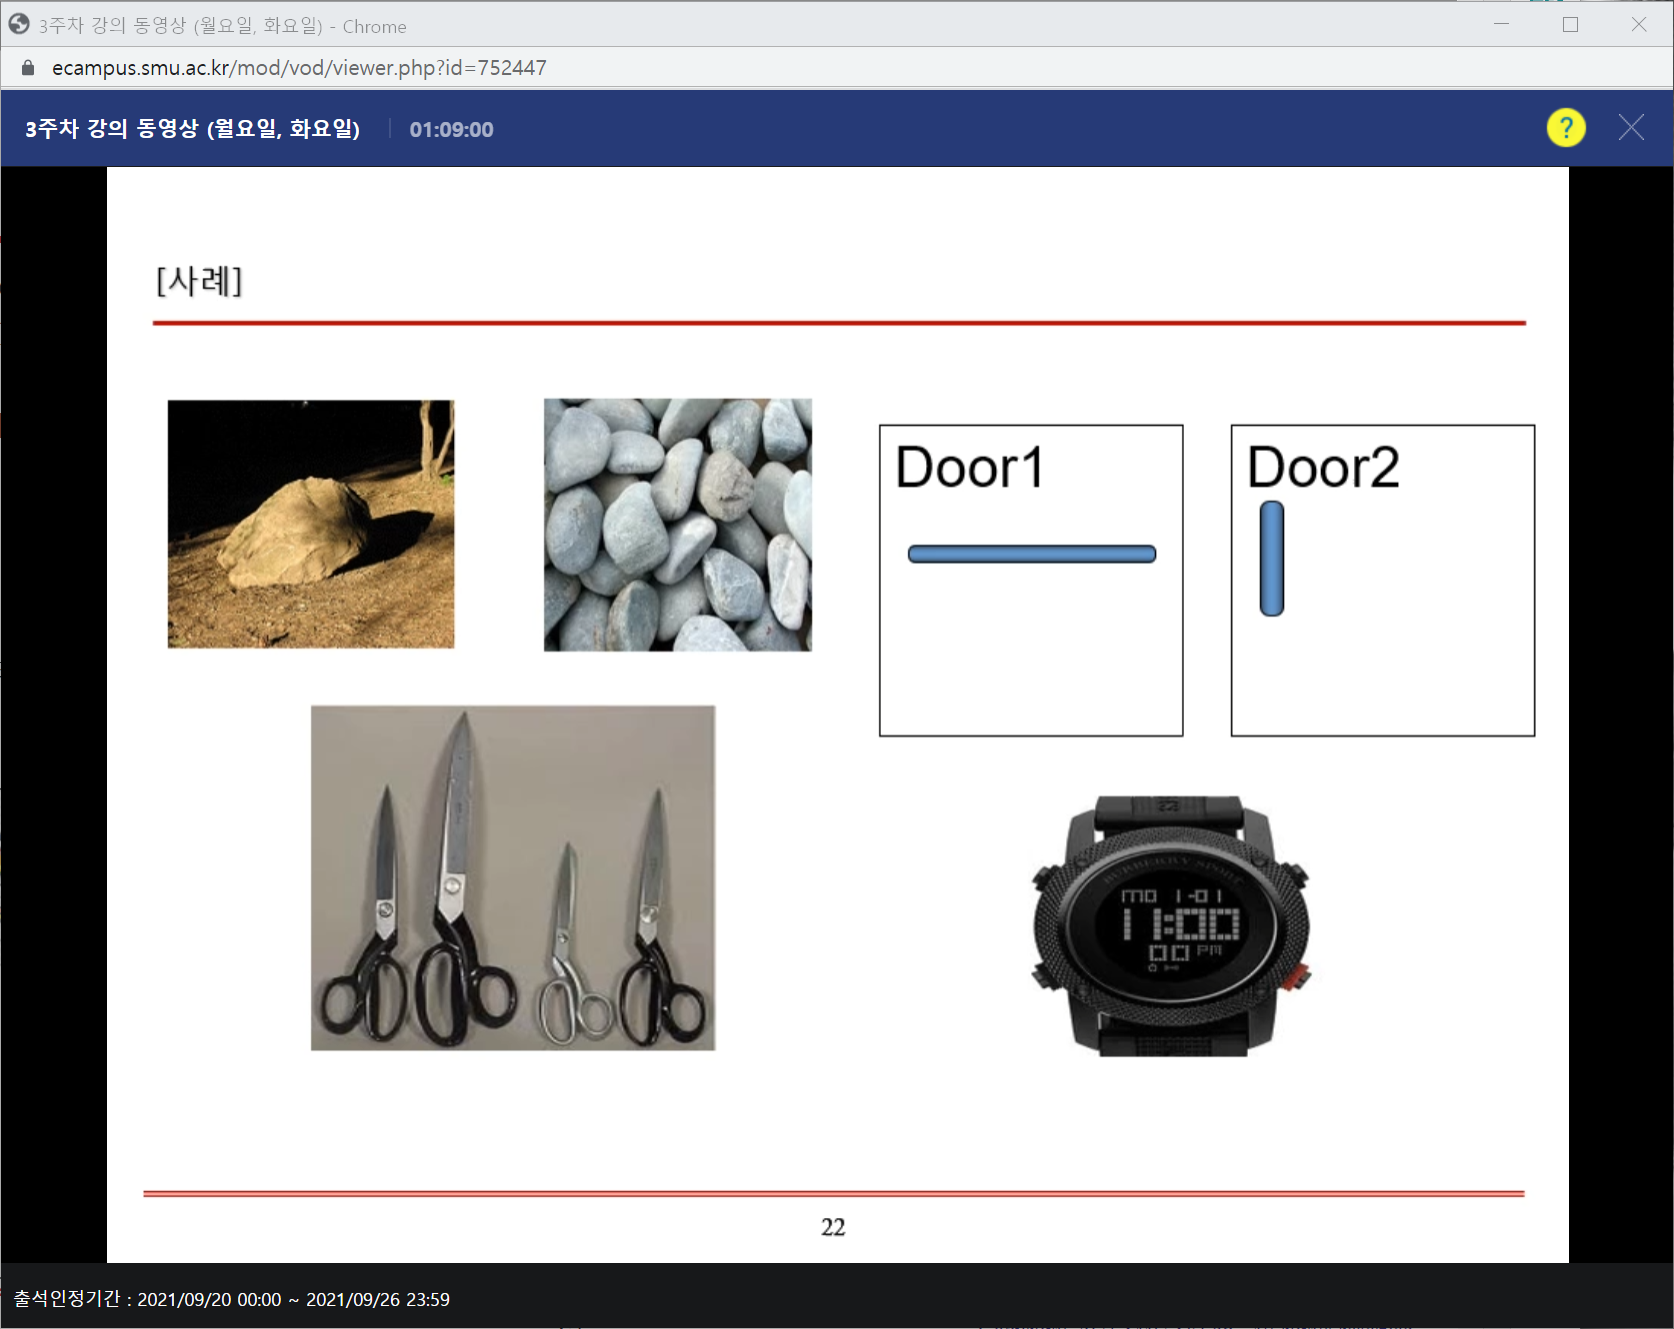 3주차 강의 동영상 (월요일, 화요일) - Chrome
ecampus.smu.ac.kr/mod/vod/viewer.php?id=752447
3주차 강의 동영상 (월요일, 화요일) | 01:09:00
?
[사례]
Door1
Door2
BURBERRY SPORT
MO 1-01
11:00
00 PM
22
출석인정기간 : 2021/09/20 00:00 ~ 2021/09/26 23:59